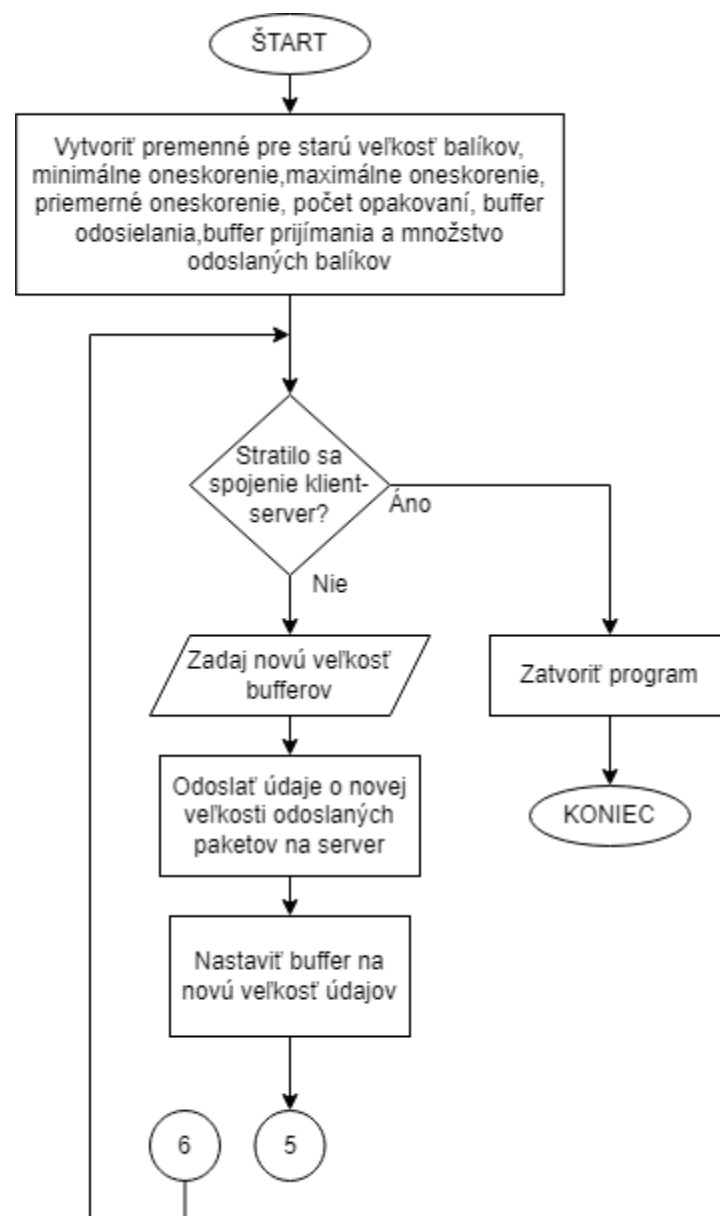 ŠTART
Vytvoriť premenné pre starú veľkosť balíkov,
minimálne oneskorenie,maximálne oneskorenie,
priemerné oneskorenie, počet opakovaní, buffer
odosielania,buffer prijímania a množstvo
odoslaných balíkov
Stratilo sa
spojenie klient-
server?
Áno
Nie
Zadaj novú veľkosť
bufferov
Zatvoriť program
Odoslať údaje o novej
veľkosti odoslaných
paketov na server
KONIEC
Nastaviť buffer na
novú veľkosť údajov
6
5